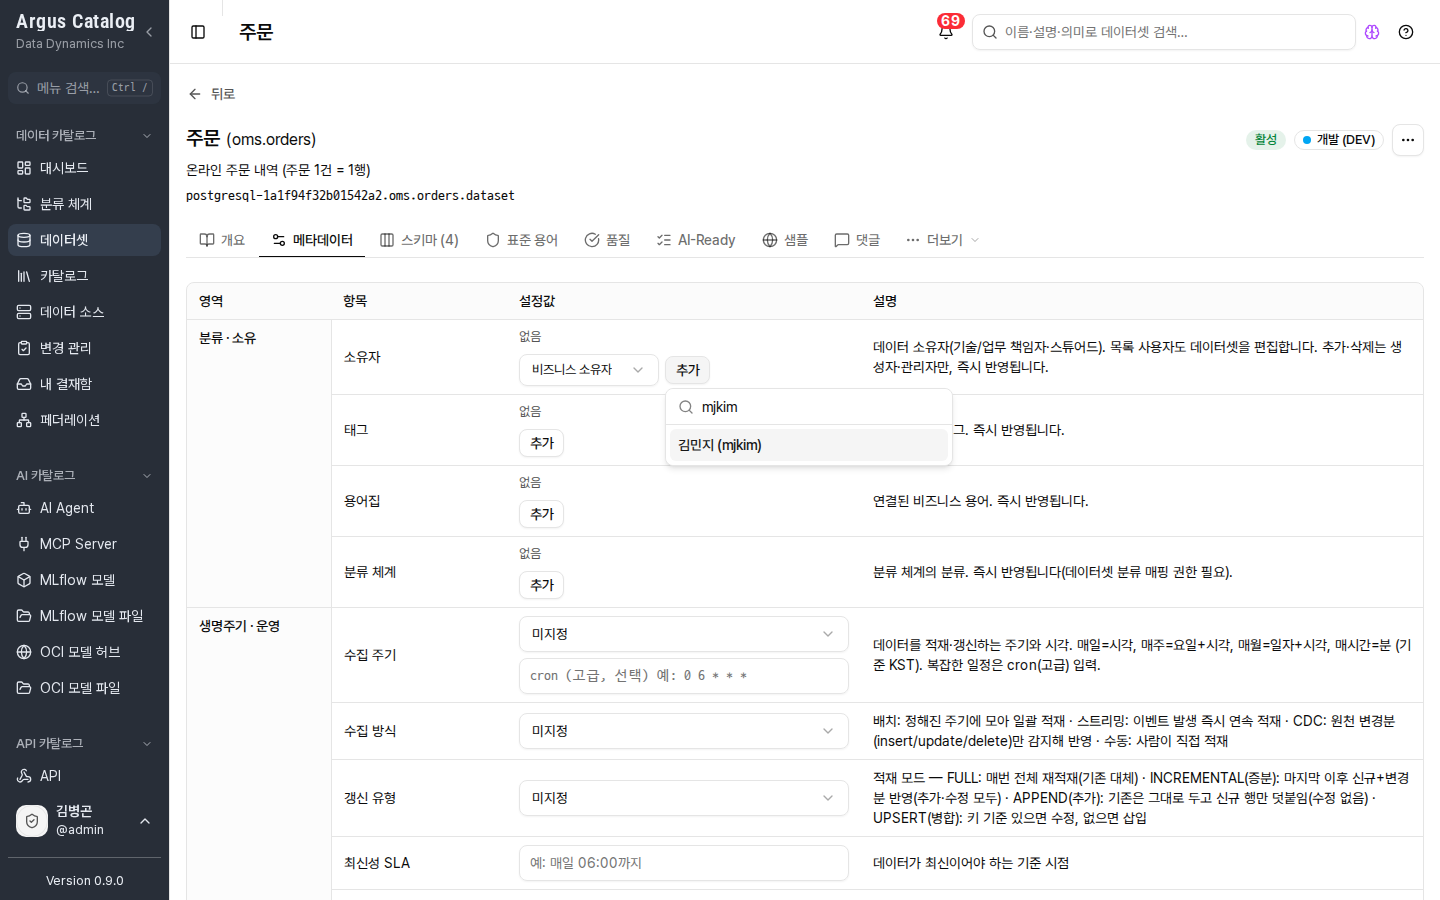 Argus Catalog
Data Dynamics Inc
메뉴 검색...
Ctrl /
데이터 카탈로그
대시보드
분류 체계
데이터셋
카탈로그
데이터 소스
변경 관리
내 결재함
페더레이션
AI 카탈로그
AI Agent
MCP Server
MLflow 모델
MLflow 모델 파일
OCI 모델 허브
OCI 모델 파일
API 카탈로그
API
김병곤
@admin
Version 0.9.0
주문
69
이름·설명·의미로 데이터셋 검색...
뒤로
주문 (oms.orders)
활성
개발 (DEV)
온라인 주문 내역 (주문 1건 = 1행)
postgresql-1a1f94f32b01542a2.oms.orders.dataset
개요
메타데이터
스키마 (4)
표준 용어
품질
AI-Ready
샘플
댓글
더보기
영역
항목
설정값
설명
분류 · 소유
소유자
없음
비즈니스 소유자
추가
데이터 소유자(기술/업무 책임자·스튜어드). 목록 사용자도 데이터셋을 편집합니다. 추가·삭제는 생
성자·관리자만, 즉시 반영됩니다.
mjkim
김민지 (mjkim)
태그
없음
추가
그. 즉시 반영됩니다.
용어집
없음
추가
연결된 비즈니스 용어. 즉시 반영됩니다.
분류 체계
없음
추가
분류 체계의 분류. 즉시 반영됩니다(데이터셋 분류 매핑 권한 필요).
생명주기 · 운영
수집 주기
미지정
cron (고급, 선택) 예: 0 6 * * *
데이터를 적재·갱신하는 주기와 시각. 매일=시각, 매주=요일+시각, 매월=일자+시각, 매시간=분 (기
준 KST). 복잡한 일정은 cron(고급) 입력.
수집 방식
미지정
배치: 정해진 주기에 모아 일괄 적재 · 스트리밍: 이벤트 발생 즉시 연속 적재 · CDC: 원천 변경분
(insert/update/delete)만 감지해 반영 · 수동: 사람이 직접 적재
갱신 유형
미지정
적재 모드 — FULL: 매번 전체 재적재(기존 대체) · INCREMENTAL(증분): 마지막 이후 신규+변경
분 반영(추가·수정 모두) · APPEND(추가): 기존은 그대로 두고 신규 행만 덧붙임(수정 없음) ·
UPSERT(병합): 키 기준 있으면 수정, 없으면 삽입
최신성 SLA
예: 매일 06:00까지
데이터가 최신이어야 하는 기준 시점